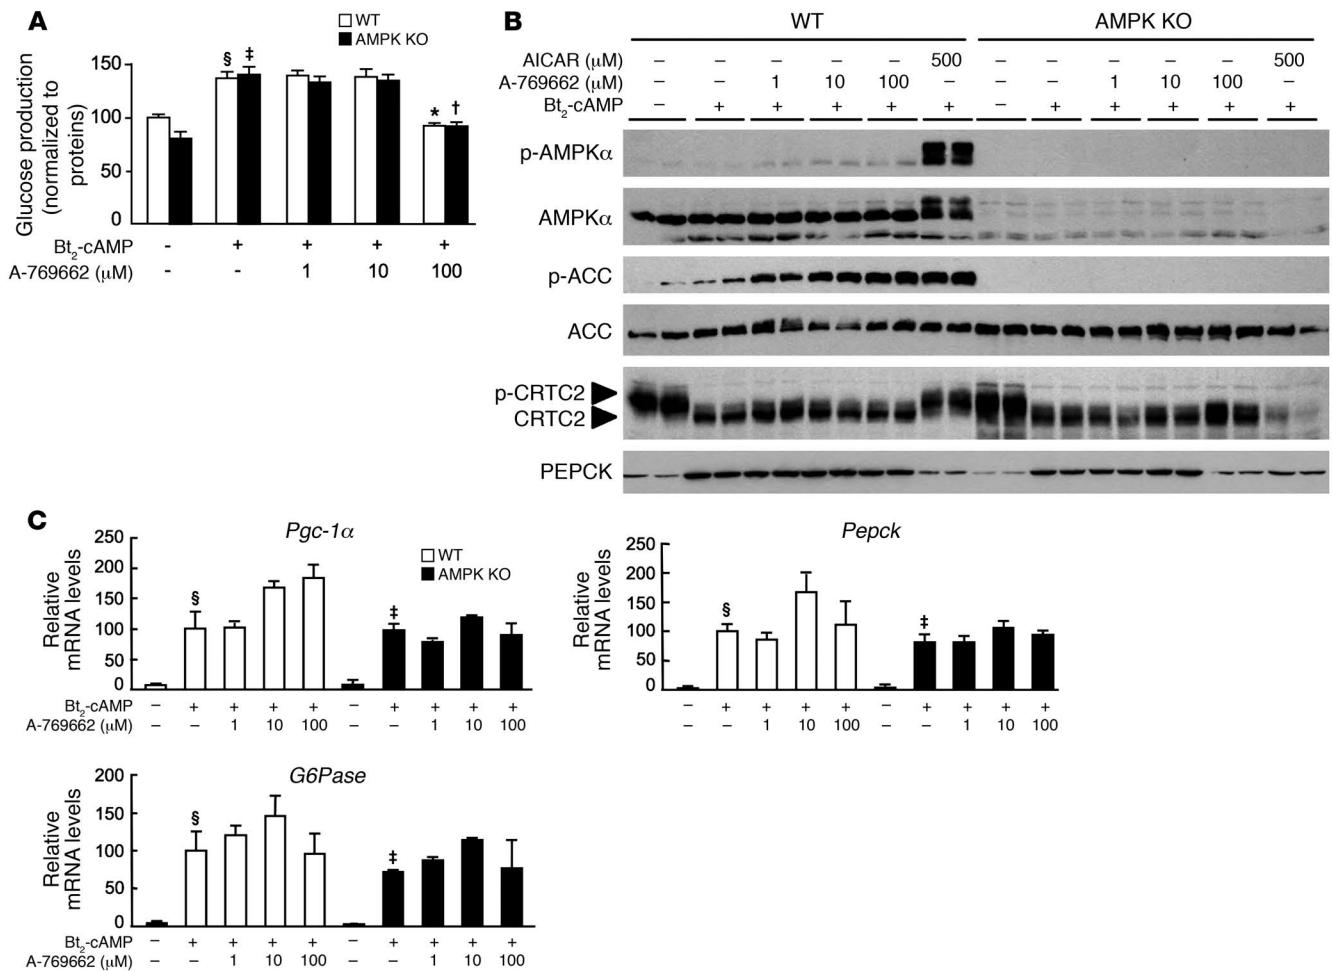 A
WT
AMPK KO
Glucose production
(normalized to
proteins)
150
100
50
0
§ ‡ * †
Bt2-cAMP - + + + +
A-769662 (μM) - - 1 10 100
B
WT AMPK KO
AICAR (μM) – – – – – 500 – – – – – 500
A-769662 (μM) – – 1 10 100 – – – 1 10 100 –
Bt2-cAMP – + + + + + – + + + + +
p-AMPKα
AMPKα
p-ACC
ACC
p-CRTC2
CRTC2
PEPCK
C
Pgc-1α
WT
AMPK KO
Relative
mRNA levels
250
200
150
100
50
0
§ ‡
Bt2-cAMP – + + + + – + + + +
A-769662 (μM) – – 1 10 100 – – 1 10 100
Pepck
Relative
mRNA levels
250
200
150
100
50
0
§ ‡
– + + + + – + + + +
– – 1 10 100 – – 1 10 100
G6Pase
Relative
mRNA levels
200
150
100
50
0
§ ‡
Bt2-cAMP – + + + + – + + + +
A-769662 (μM) – – 1 10 100 – – 1 10 100